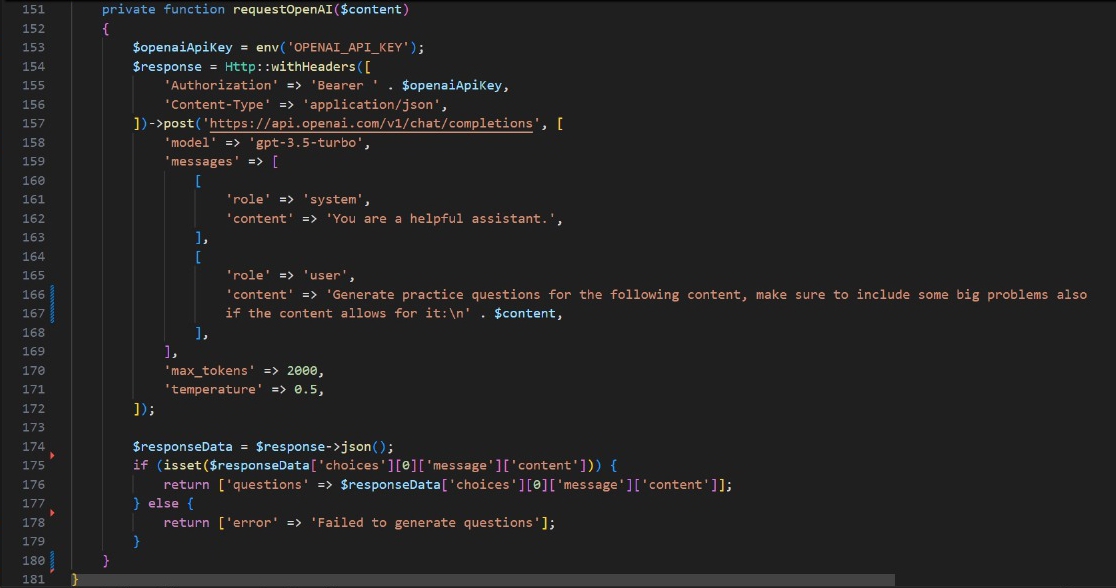 151 private function requestOpenAI($content)
152 {
153 $openaiApiKey = env('OPENAI_API_KEY');
154 $response = Http::withHeaders([
155 'Authorization' => 'Bearer ' . $openaiApiKey,
156 'Content-Type' => 'application/json',
157 ])->post('https://api.openai.com/v1/chat/completions', [
158 'model' => 'gpt-3.5-turbo',
159 'messages' => [
160 [
161 'role' => 'system',
162 'content' => 'You are a helpful assistant.',
163 ],
164 [
165 'role' => 'user',
166 'content' => 'Generate practice questions for the following content, make sure to include some big problems also
167 if the content allows for it:\n' . $content,
168 ],
169 ],
170 'max_tokens' => 2000,
171 'temperature' => 0.5,
172 ]);
173
174 $responseData = $response->json();
175 if (isset($responseData['choices'][0]['message']['content'])) {
176 return ['questions' => $responseData['choices'][0]['message']['content']];
177 } else {
178 return ['error' => 'Failed to generate questions'];
179 }
180 }
181 }